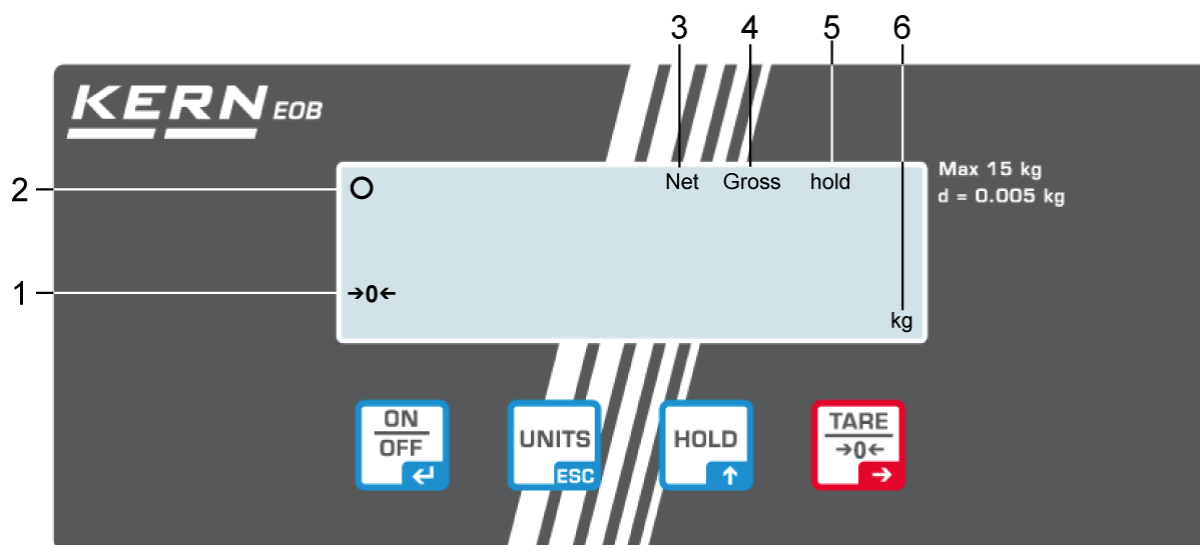 3 4 5 6
KERN EOB
Max 15 kg
d = 0.005 kg
2
Net Gross hold
1
→0←
kg
ON
OFF
UNITS
ESC
HOLD
TARE
→0←